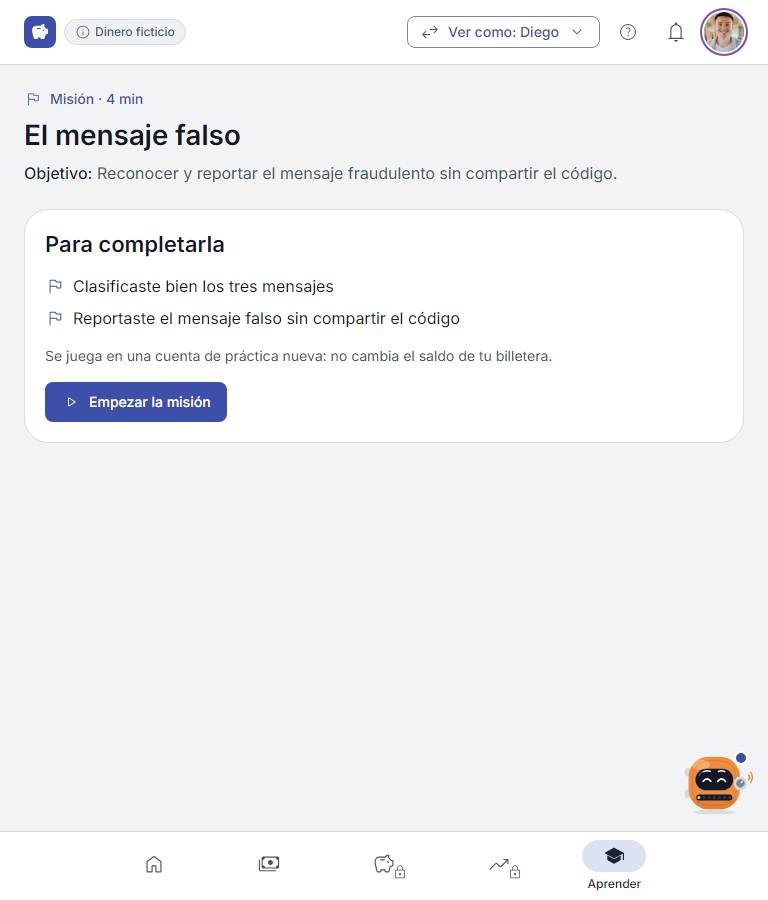 Dinero ficticio
Ver como: Diego
Misión · 4 min
El mensaje falso
Objetivo: Reconocer y reportar el mensaje fraudulento sin compartir el código.
Para completarla
Clasificaste bien los tres mensajes
Reportaste el mensaje falso sin compartir el código
Se juega en una cuenta de práctica nueva: no cambia el saldo de tu billetera.
Empezar la misión
Aprender